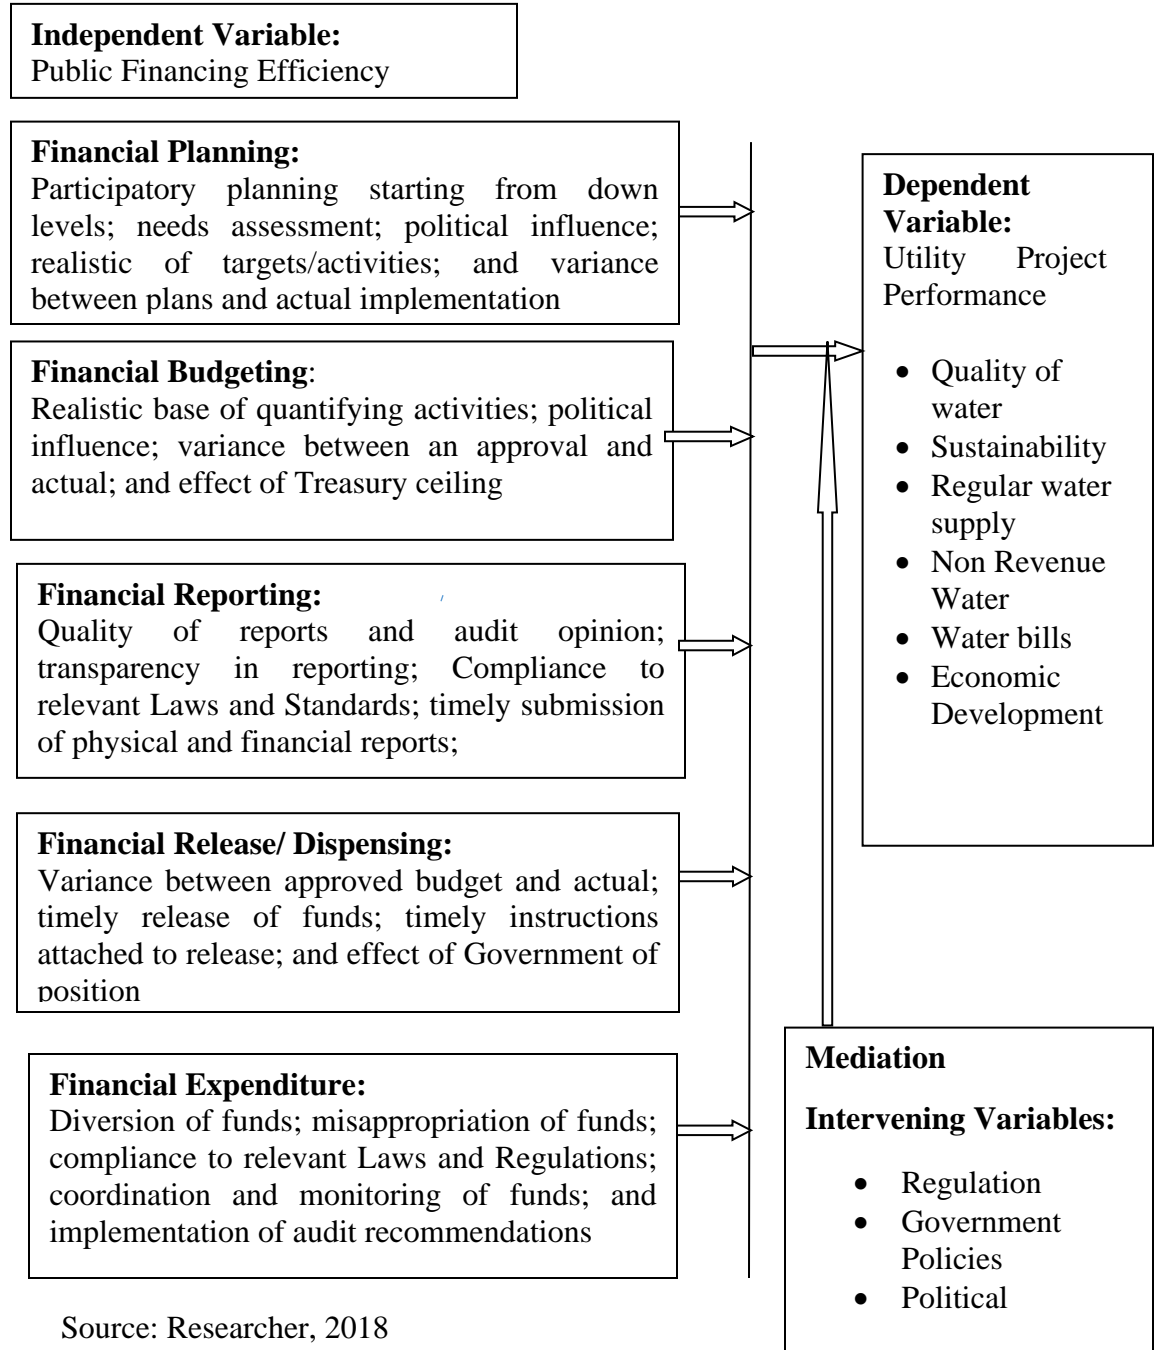 Independent Variable:
Public Financing Efficiency
Financial Planning:
Participatory planning starting from down
levels; needs assessment; political influence;
realistic of targets/activities; and variance
between plans and actual implementation
Financial Budgeting:
Realistic base of quantifying activities; political
influence; variance between an approval and
actual; and effect of Treasury ceiling
Financial Reporting:
Quality of reports and audit opinion;
transparency in reporting; Compliance to
relevant Laws and Standards; timely submission
of physical and financial reports;
Financial Release/ Dispensing:
Variance between approved budget and actual;
timely release of funds; timely instructions
attached to release; and effect of Government of
position
Financial Expenditure:
Diversion of funds; misappropriation of funds;
compliance to relevant Laws and Regulations;
coordination and monitoring of funds; and
implementation of audit recommendations
Dependent
Variable:
Utility Project
Performance
• Quality of
water
• Sustainability
• Regular water
supply
• Non Revenue
Water
• Water bills
• Economic
Development
Mediation
Intervening Variables:
• Regulation
• Government
Policies
• Political
Source: Researcher, 2018